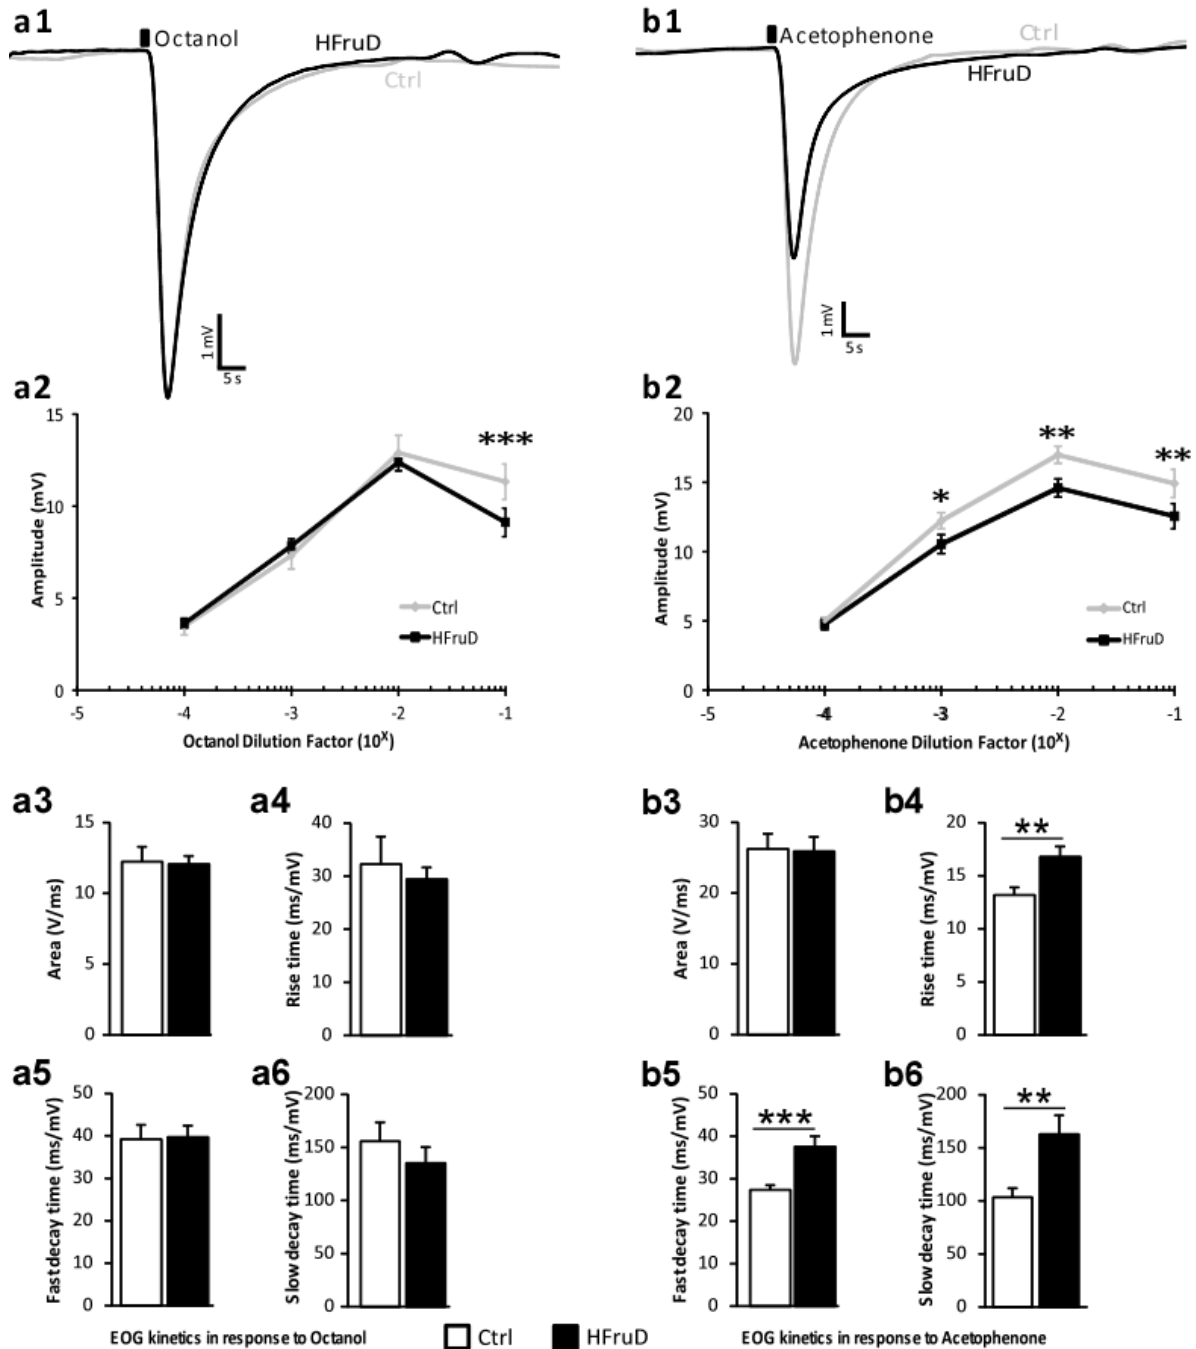 a1
Octanol
HFruD
Ctrl
1 mV
5 s
b1
Acetophenone
Ctrl
HFruD
1 mV
5 s
a2
Amplitude (mV)
15
10
5
0
***
Ctrl
HFruD
-5 -4 -3 -2 -1
Octanol Dilution Factor (10^X)
b2
Amplitude (mV)
20
15
10
5
0
*
**
**
Ctrl
HFruD
-5 -4 -3 -2 -1
Acetophenone Dilution Factor (10^X)
a3
Area (V/ms)
15
10
5
0
a4
Rise time (ms/mV)
40
30
20
10
0
b3
Area (V/ms)
30
20
10
0
b4
Rise time (ms/mV)
20
15
10
5
0
**
a5
Fast decay time (ms/mV)
50
40
30
20
10
0
a6
Slow decay time (ms/mV)
200
150
100
50
0
b5
Fast decay time (ms/mV)
50
40
30
20
10
0
***
b6
Slow decay time (ms/mV)
200
150
100
50
0
**
EOG kinetics in response to Octanol
Ctrl
HFruD
EOG kinetics in response to Acetophenone